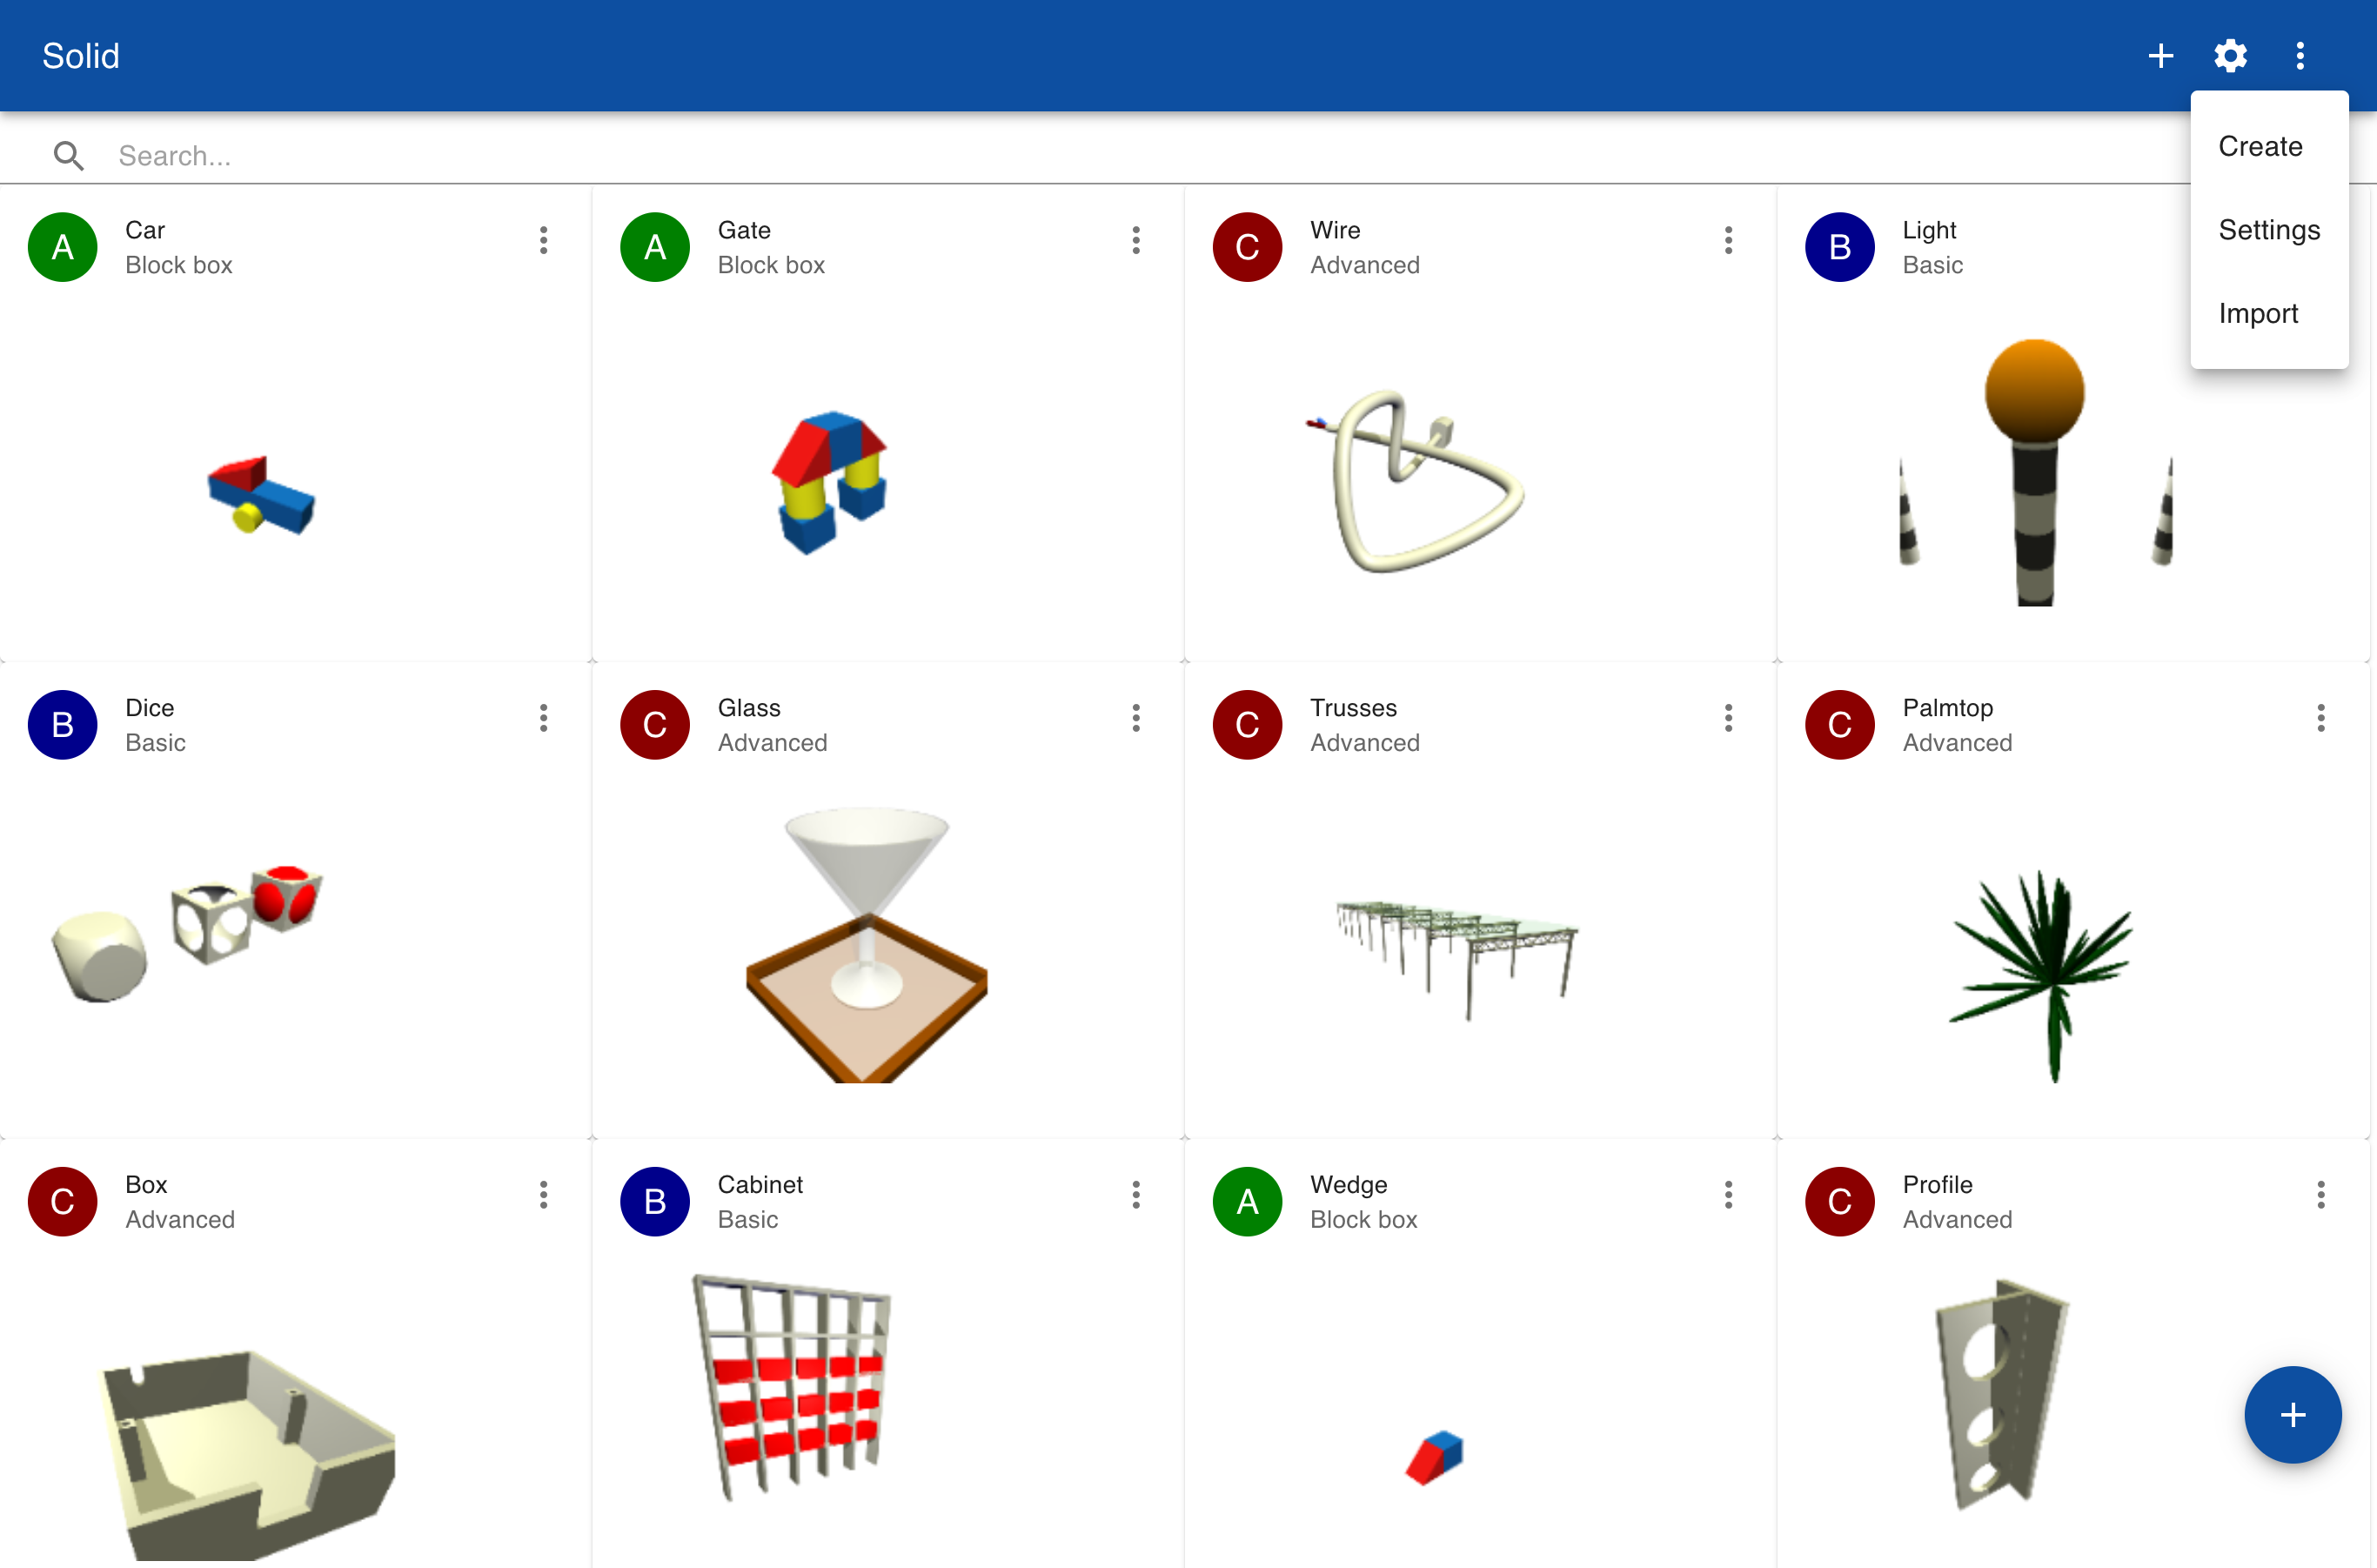 Solid
Create
Settings
Import
Search...
A
Car
Block box
A
Gate
Block box
C
Wire
Advanced
B
Light
Basic
B
Dice
Basic
C
Glass
Advanced
C
Trusses
Advanced
C
Palmtop
Advanced
C
Box
Advanced
B
Cabinet
Basic
A
Wedge
Block box
C
Profile
Advanced